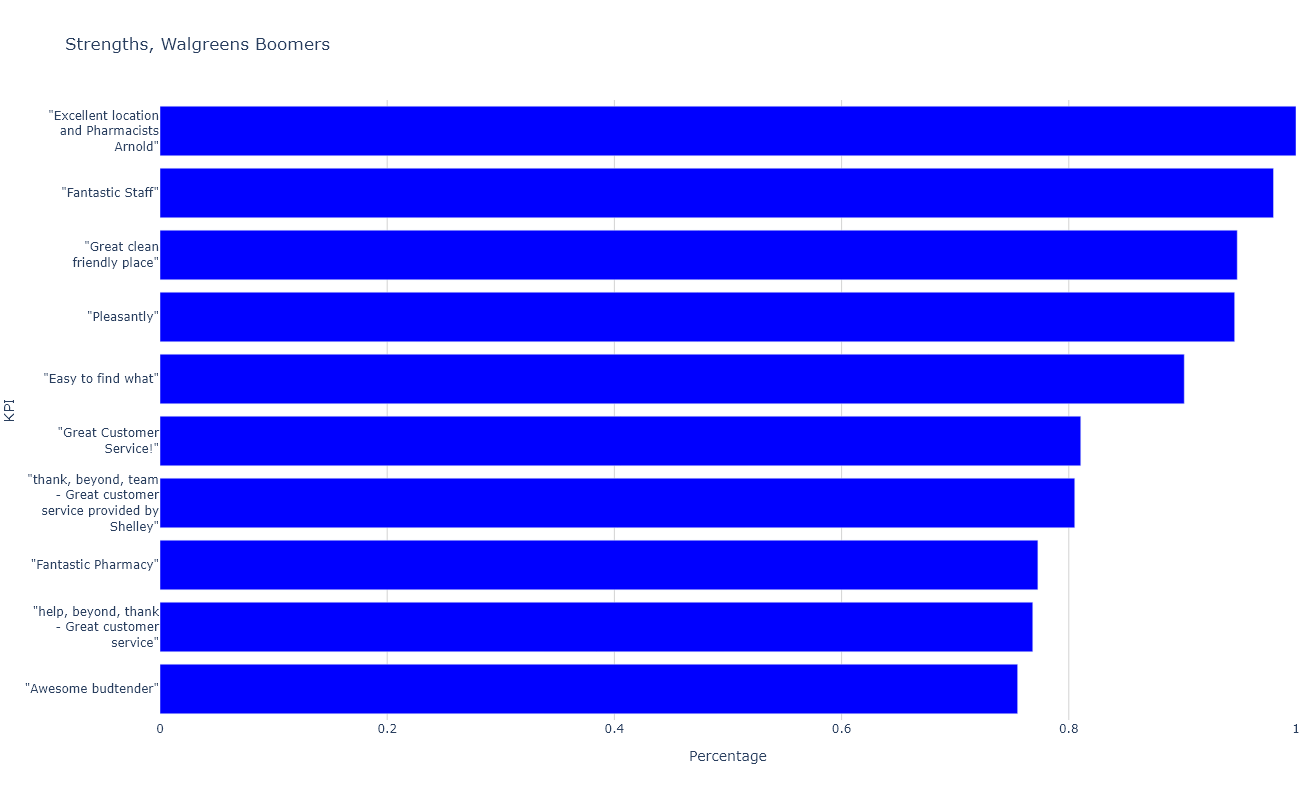 Strengths, Walgreens Boomers
"Excellent location
and Pharmacists
Arnold"
"Fantastic Staff"
"Great clean
friendly place"
"Pleasantly"
"Easy to find what"
"Great Customer
Service!"
"thank, beyond, team
- Great customer
service provided by
Shelley"
"Fantastic Pharmacy"
"help, beyond, thank
- Great customer
service"
"Awesome budtender"
KPI
0 0.2 0.4 0.6 0.8 1
Percentage